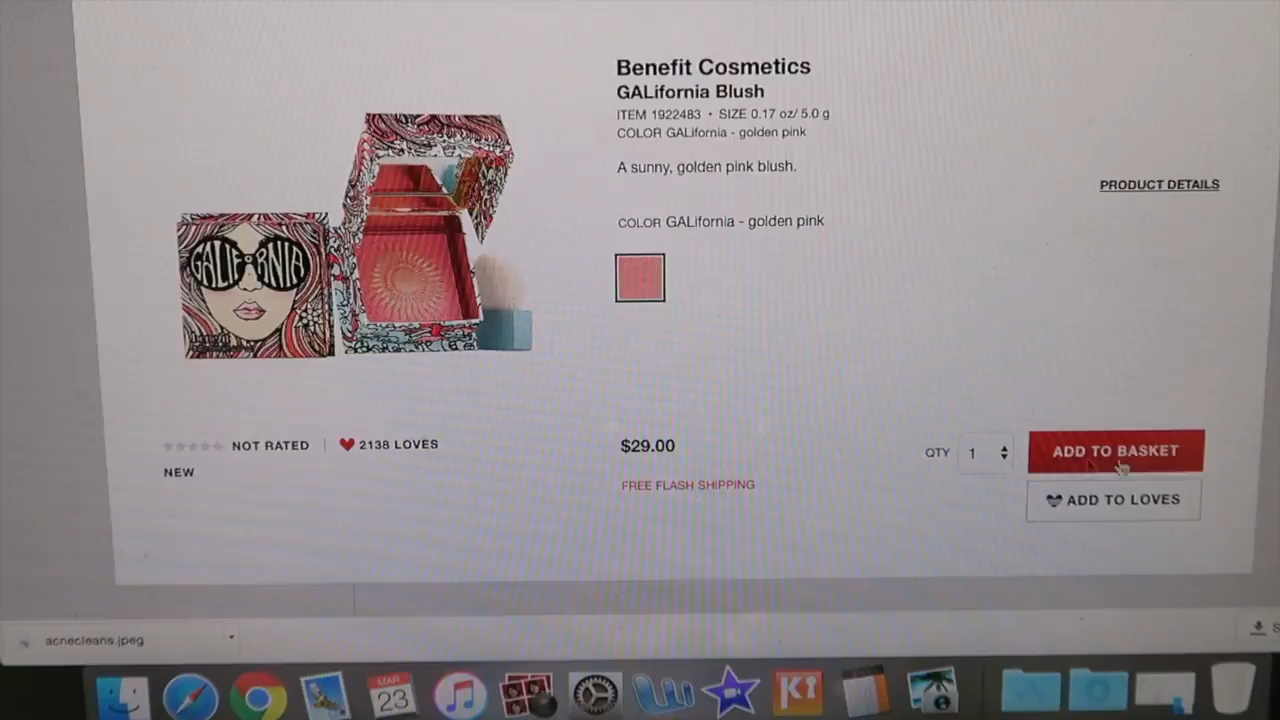 Benefit Cosmetics
GALifornia Blush
ITEM 1922483 • SIZE 0.17 oz/ 5.0 g
COLOR GALifornia - golden pink
A sunny, golden pink blush.
PRODUCT DETAILS
COLOR GALifornia - golden pink
GALIFORNIA
NOT RATED | 2138 LOVES
NEW
$29.00
FREE FLASH SHIPPING
QTY 1
ADD TO BASKET
ADD TO LOVES
acnecleans.jpeg
MAR
23